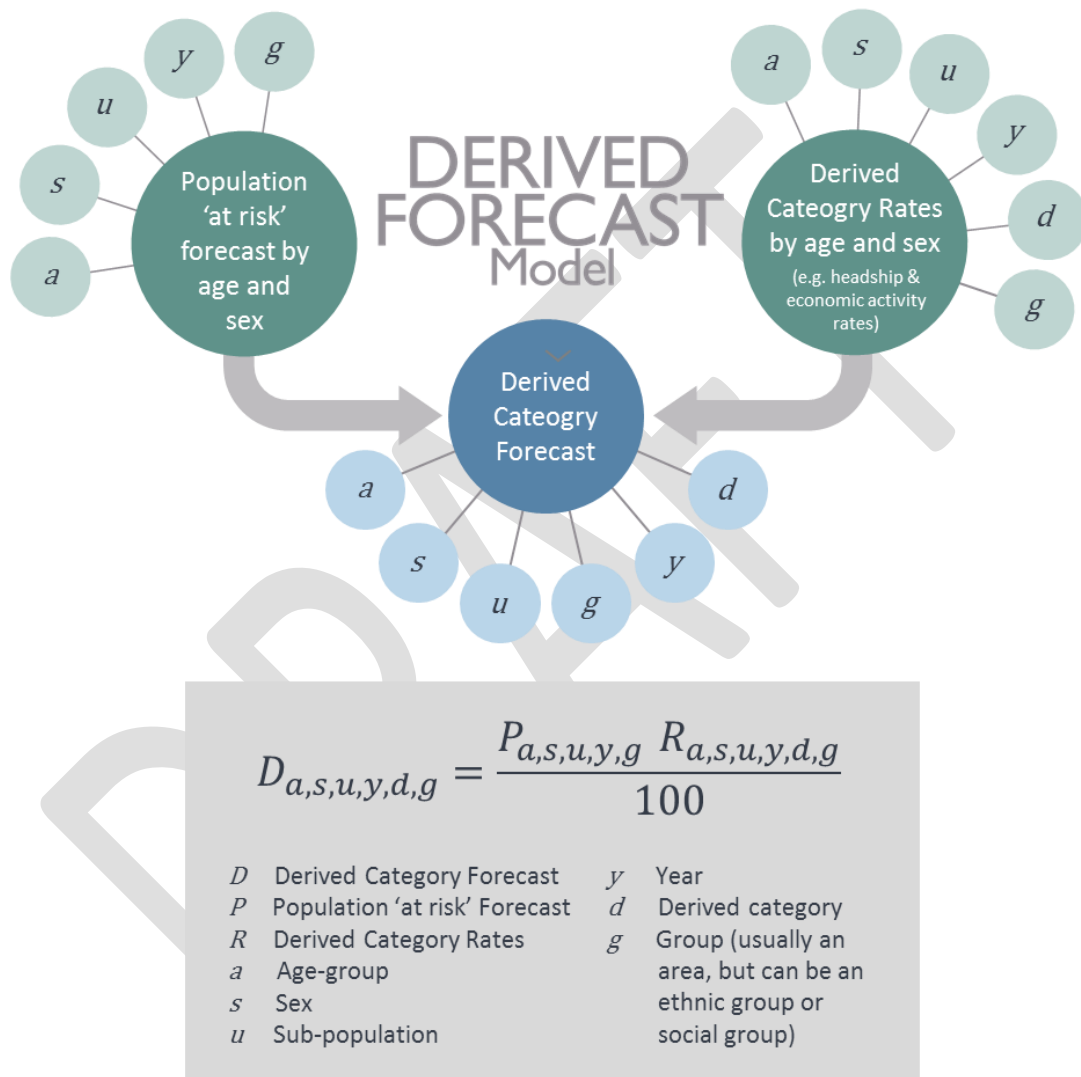 y
g
u
s
a
Population
‘at risk’
forecast by
age and
sex
DERIVED
FORECAST
Model
a
s
u
y
d
g
Derived
Cateogry Rates
by age and sex
(e.g. headship &
economic activity
rates)
Derived
Cateogry
Forecast
a
s
u
g
y
d
DRAFT
D_{a,s,u,y,d,g} = \frac{P_{a,s,u,y,g} R_{a,s,u,y,d,g}}{100}
D Derived Category Forecast
P Population ‘at risk’ Forecast
R Derived Category Rates
a Age-group
s Sex
u Sub-population
y Year
d Derived category
g Group (usually an
area, but can be an
ethnic group or
social group)